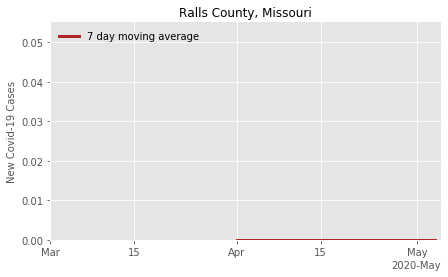 Ralls County, Missouri
7 day moving average
New Covid-19 Cases
0.05
0.04
0.03
0.02
0.01
0.00
Mar 15 Apr 15 May
2020-May